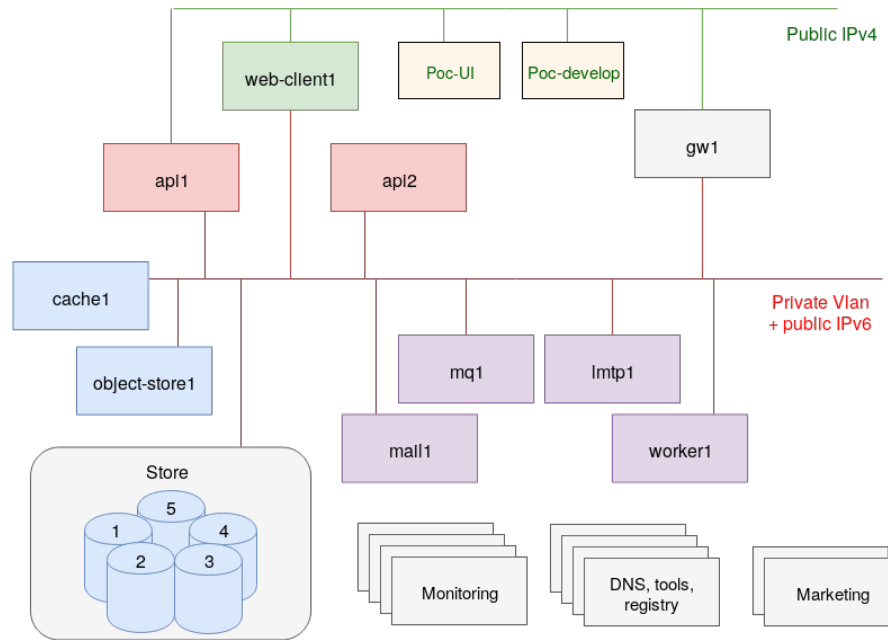 Public IPv4
web-client1
Poc-UI
Poc-develop
gw1
api1
api2
cache1
Private Vlan
+ public IPv6
object-store1
mq1
lmtp1
mail1
worker1
Store
5
1
4
2
3
Monitoring
DNS, tools,
registry
Marketing